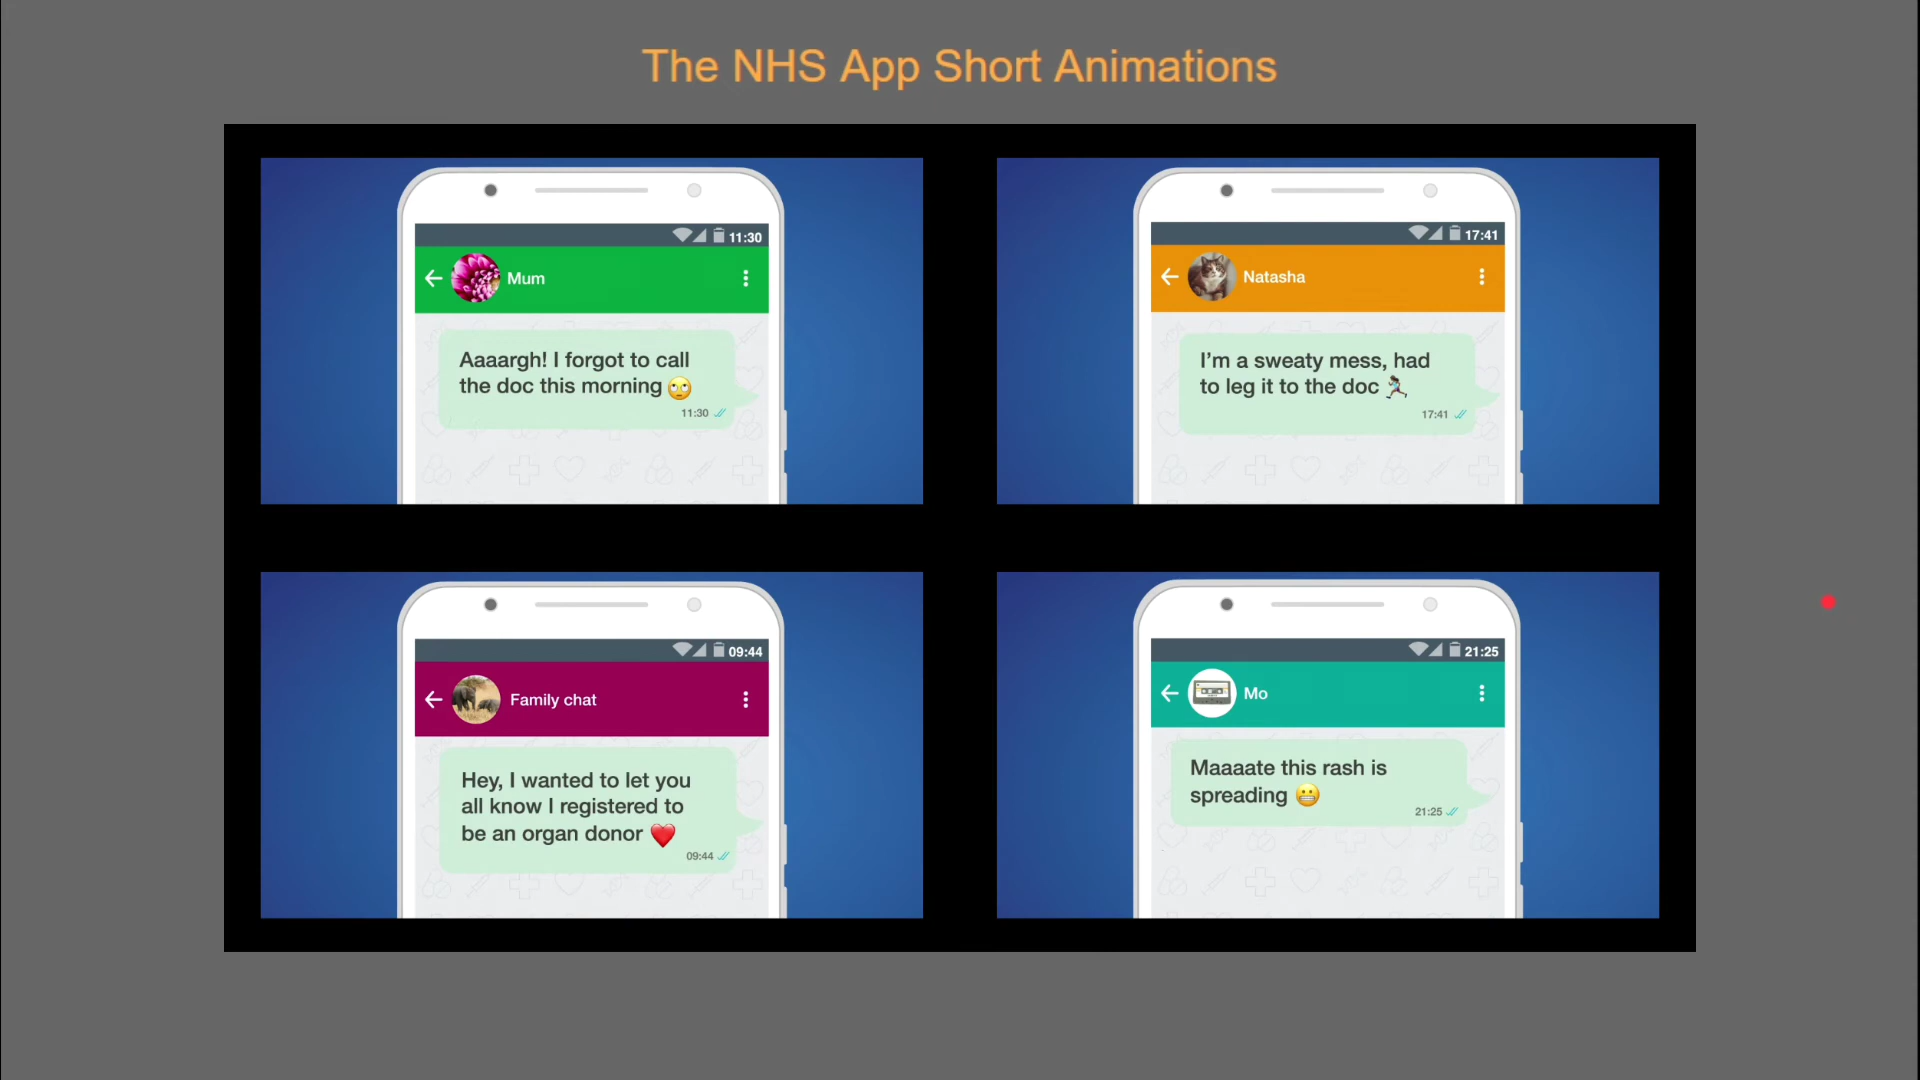 The NHS App Short Animations
11:30
Mum
Aaaargh! I forgot to call
the doc this morning 🙄
11:30
17:41
Natasha
I'm a sweaty mess, had
to leg it to the doc 🏃🏽‍♀️
17:41
09:44
Family chat
Hey, I wanted to let you
all know I registered to
be an organ donor ❤️
09:44
21:25
Mo
Maaaate this rash is
spreading 😬
21:25